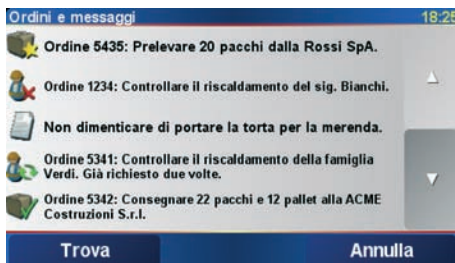 Ordini e messaggi
18:25
Ordine 5435: Prelevare 20 pacchi dalla Rossi SpA.
Ordine 1234: Controllare il riscaldamento del sig. Bianchi.
Non dimenticare di portare la torta per la merenda.
Ordine 5341: Controllare il riscaldamento della famiglia
Verdi. Già richiesto due volte.
Ordine 5342: Consegnare 22 pacchi e 12 pallet alla ACME
Costruzioni S.r.l.
Trova
Annulla